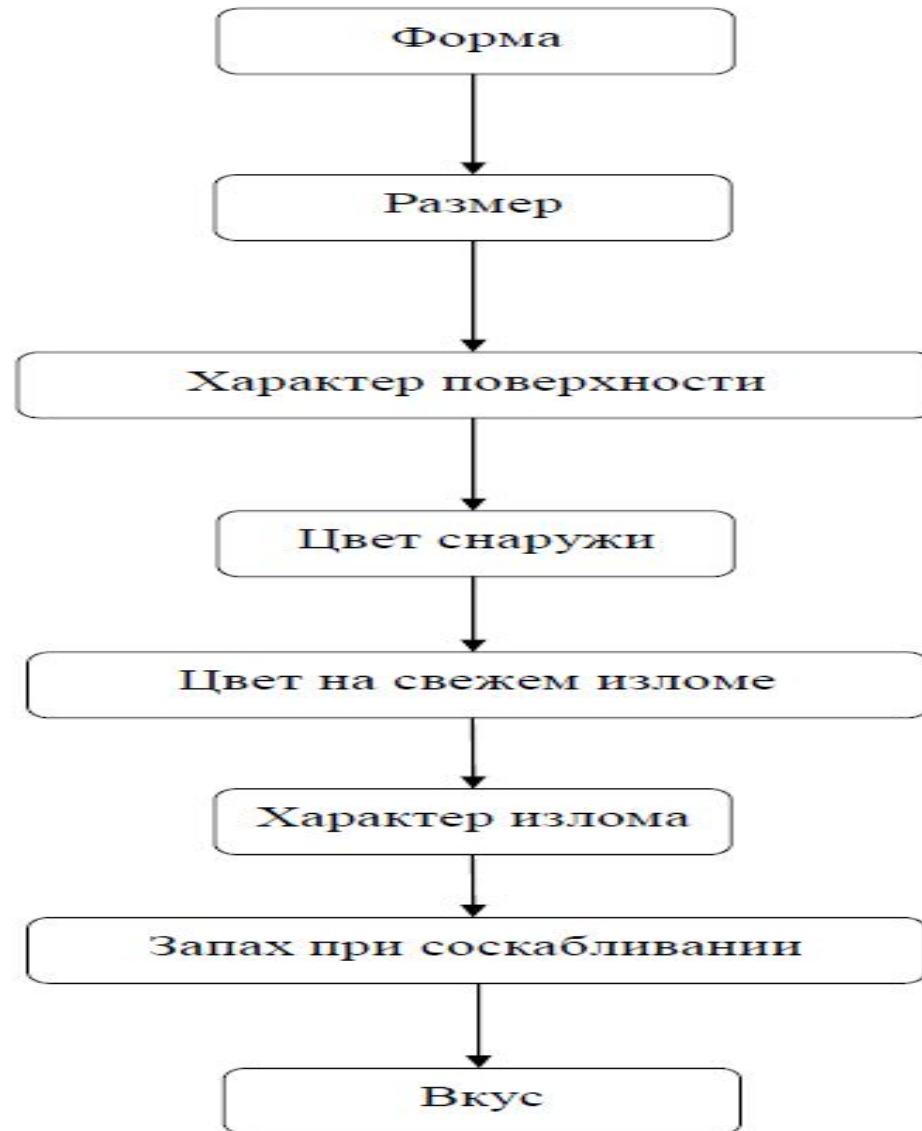 Форма
Размер
Характер поверхности
Цвет снаружи
Цвет на свежем изломе
Характер излома
Запах при соскабливании
Вкус